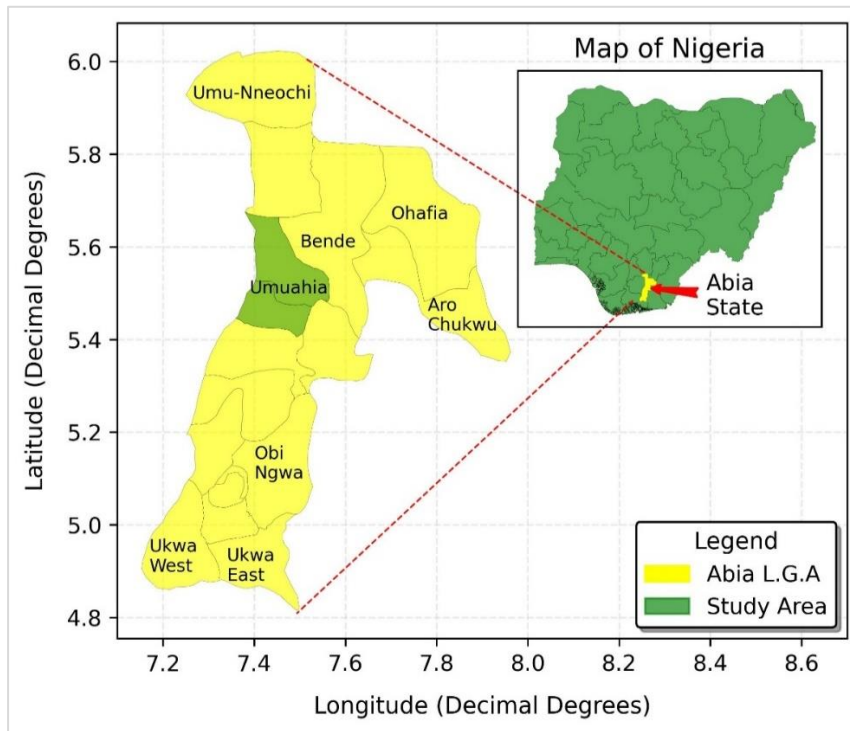 Map of Nigeria
6.0
5.8
5.6
5.4
5.2
5.0
4.8
Latitude (Decimal Degrees)
Umu-Nneochi
Ohafia
Bende
Umuahia
Aro
Chukwu
Obi
Ngwa
Ukwa
West
Ukwa
East
Abia
State
Legend
Abia L.G.A
Study Area
7.2
7.4
7.6
7.8
8.0
8.2
8.4
8.6
Longitude (Decimal Degrees)